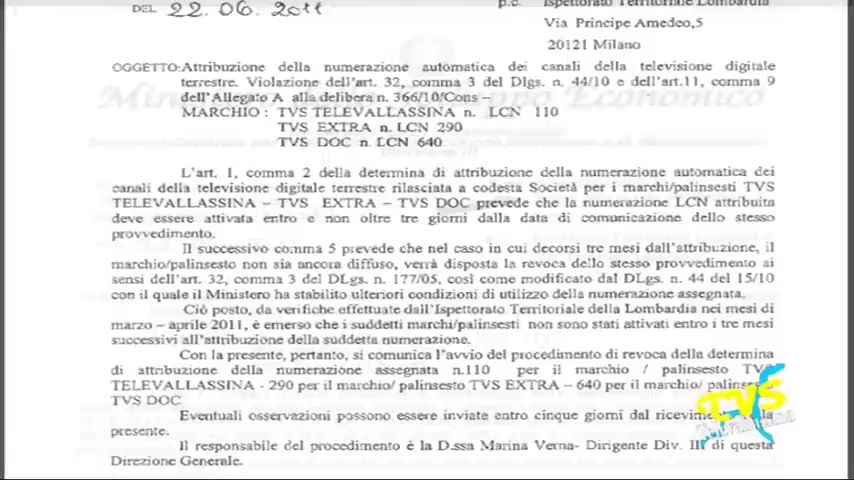 DEL 22.06.2011
p.c. Ispettorato Territoriale Lombardia
Via Principe Amedeo,5
20121 Milano
OGGETTO:Attribuzione della numerazione automatica dei canali della televisione digitale
terrestre. Violazione dell'art. 32, comma 3 del Dlgs. n. 44/10 e dell'art.11, comma 9
dell'Allegato A alla delibera n. 366/10/Cons –
MARCHIO : TVS TELEVALLASSINA n. LCN 110
TVS EXTRA n. LCN 290
TVS DOC n. LCN 640
L'art. 1, comma 2 della determina di attribuzione della numerazione automatica dei
canali della televisione digitale terrestre rilasciata a codesta Società per i marchi/palinsesti TVS
TELEVALLASSINA – TVS EXTRA – TVS DOC prevede che la numerazione LCN attribuita
deve essere attivata entro e non oltre tre giorni dalla data di comunicazione dello stesso
provvedimento.
Il successivo comma 5 prevede che nel caso in cui decorsi tre mesi dall'attribuzione, il
marchio/palinsesto non sia ancora diffuso, verrà disposta la revoca dello stesso provvedimento ai
sensi dell'art. 32, comma 3 del DLgs. n. 177/05, così come modificato dal DLgs. n. 44 del 15/10
con il quale il Ministero ha stabilito ulteriori condizioni di utilizzo della numerazione assegnata.
Ciò posto, da verifiche effettuate dall'Ispettorato Territoriale della Lombardia nei mesi di
marzo – aprile 2011, è emerso che i suddetti marchi/palinsesti non sono stati attivati entro i tre mesi
successivi all'attribuzione della suddetta numerazione.
Con la presente, pertanto, si comunica l'avvio del procedimento di revoca della determina
di attribuzione della numerazione assegnata n.110 per il marchio / palinsesto TVS
TELEVALLASSINA - 290 per il marchio/ palinsesto TVS EXTRA – 640 per il marchio/ palinsesto
TVS DOC
Eventuali osservazioni possono essere inviate entro cinque giorni dal ricevimento della
presente.
Il responsabile del procedimento è la D.ssa Marina Verna- Dirigente Div. III di questa
Direzione Generale.
TVS